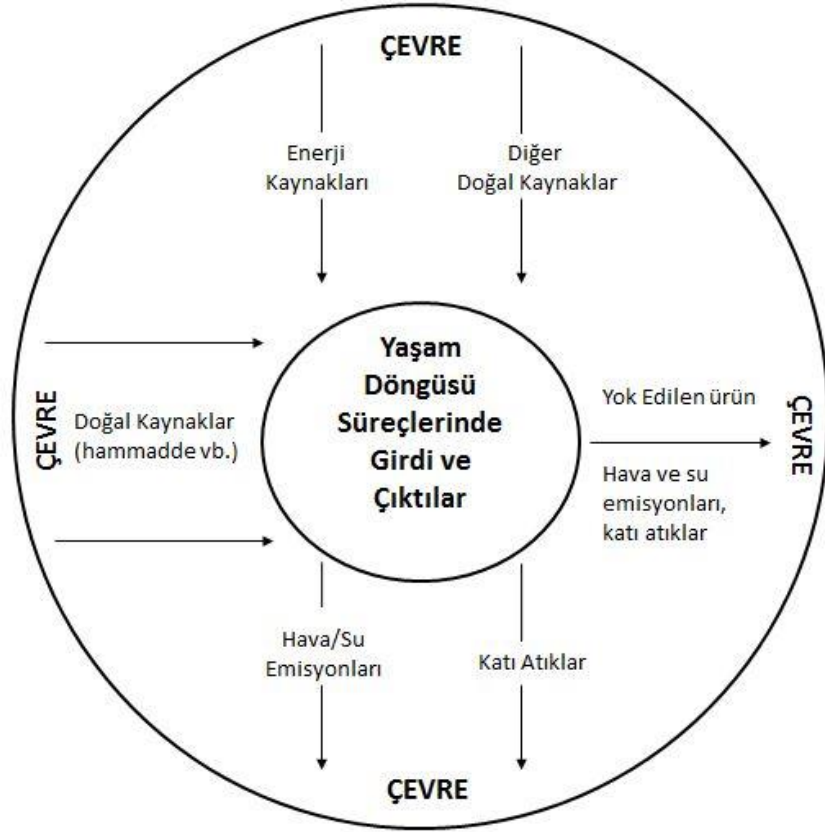 ÇEVRE
Enerji
Kaynakları
Diğer
Doğal Kaynaklar
ÇEVRE
Doğal Kaynaklar
(hammadde vb.)
Yaşam
Döngüsü
Süreçlerinde
Girdi ve
Çıktılar
Yok Edilen ürün
Hava ve su
emisyonları,
katı atıklar
ÇEVRE
Hava/Su
Emisyonları
Katı Atıklar
ÇEVRE